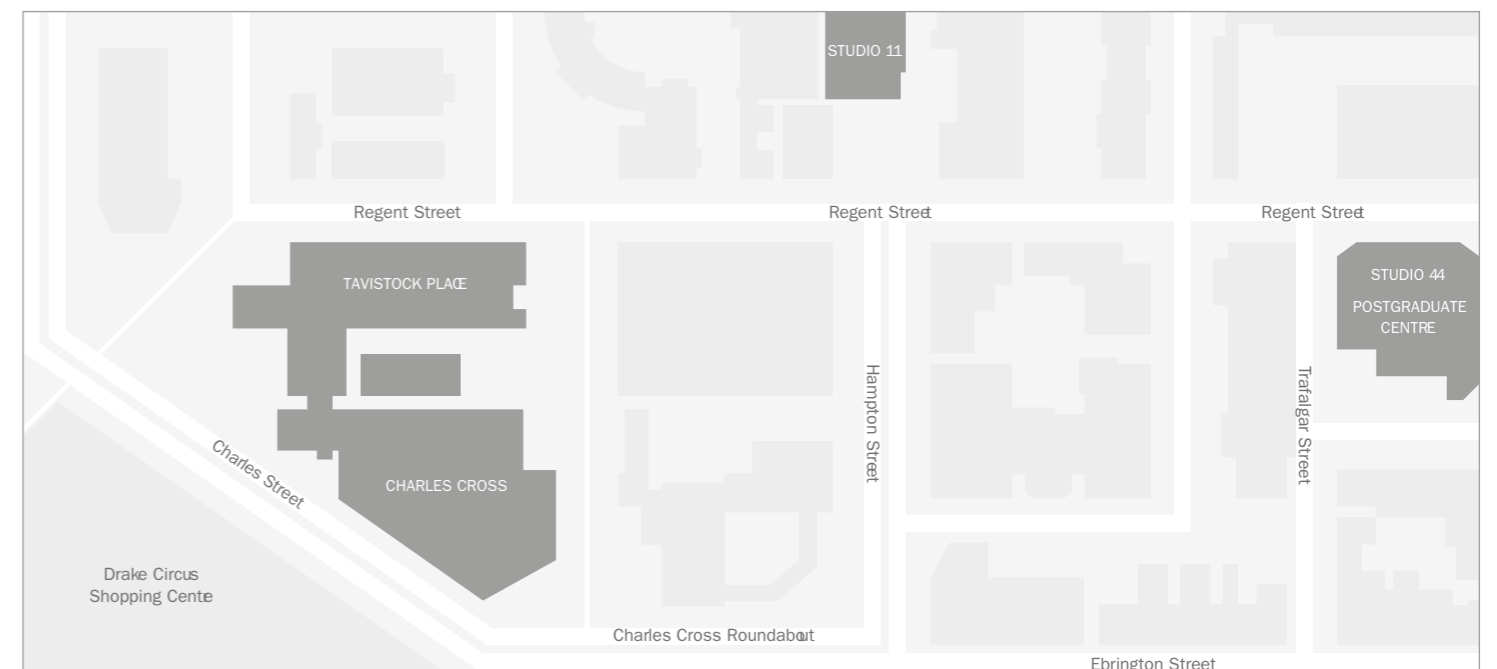 STUDIO 11
Regent Street
Regent Street
Regent Street
TAVISTOCK PLACE
STUDIO 44
POSTGRADUATE
CENTRE
Hampton Street
Trafalgar Street
Charles Street
CHARLES CROSS
Drake Circus
Shopping Centre
Charles Cross Roundabout
Ebrington Street